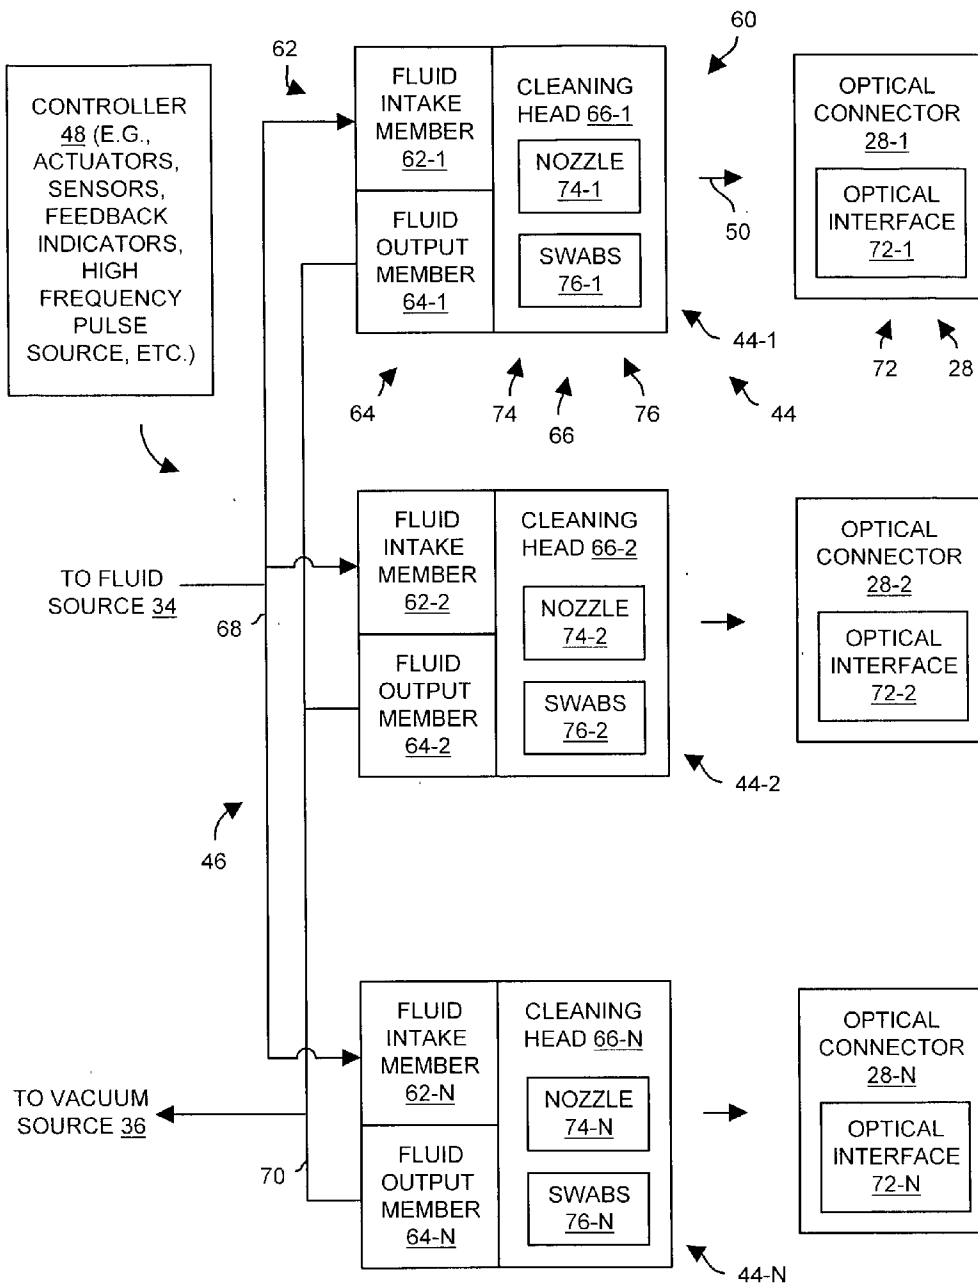 CONTROLLER
48 (E.G.,
ACTUATORS,
SENSORS,
FEEDBACK
INDICATORS,
HIGH
FREQUENCY
PULSE
SOURCE, ETC.)
62
FLUID
INTAKE
MEMBER
62-1
FLUID
OUTPUT
MEMBER
64-1
CLEANING
HEAD 66-1
NOZZLE
74-1
SWABS
76-1
60
50
OPTICAL
CONNECTOR
28-1
OPTICAL
INTERFACE
72-1
44-1
72
28
64
74
66
76
44
TO FLUID
SOURCE 34
68
FLUID
INTAKE
MEMBER
62-2
FLUID
OUTPUT
MEMBER
64-2
CLEANING
HEAD 66-2
NOZZLE
74-2
SWABS
76-2
OPTICAL
CONNECTOR
28-2
OPTICAL
INTERFACE
72-2
44-2
46
TO VACUUM
SOURCE 36
70
FLUID
INTAKE
MEMBER
62-N
FLUID
OUTPUT
MEMBER
64-N
CLEANING
HEAD 66-N
NOZZLE
74-N
SWABS
76-N
OPTICAL
CONNECTOR
28-N
OPTICAL
INTERFACE
72-N
44-N